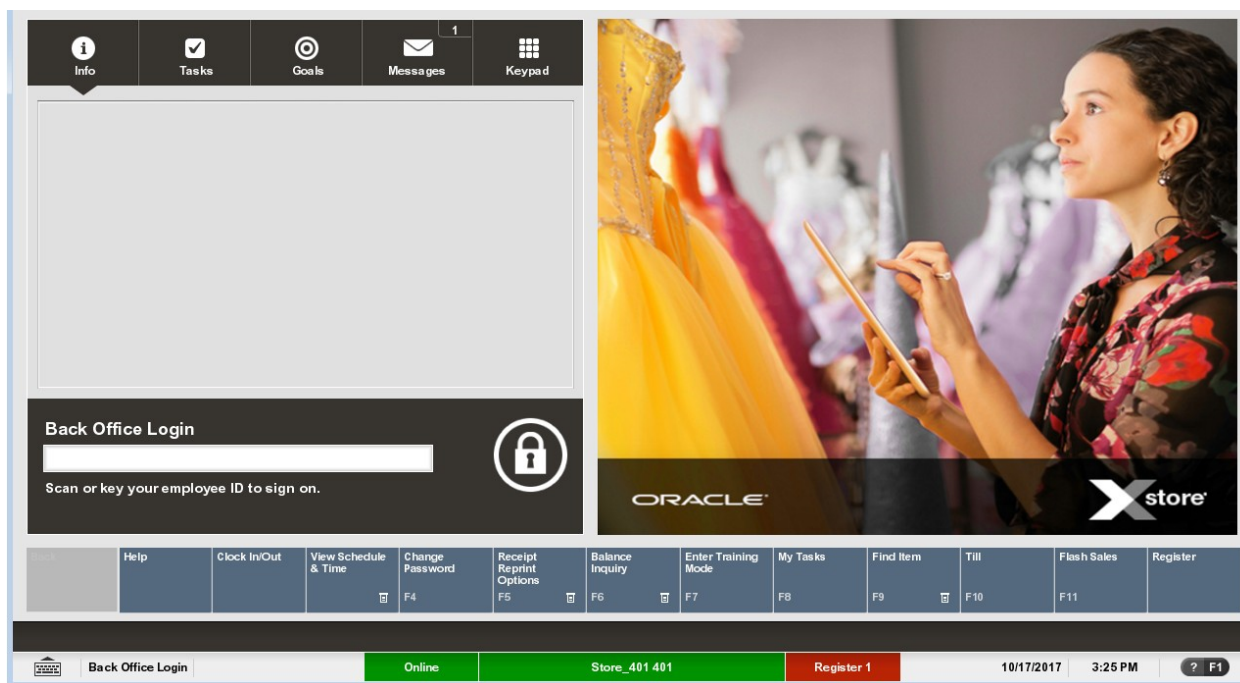 1
Info
Tasks
Goals
Messages
Keypad
Back Office Login
Scan or key your employee ID to sign on.
ORACLE
Xstore
Back
Help
Clock In/Out
View Schedule
& Time
Change
Password
F4
Receipt
Reprint
Options
F5
Balance
Inquiry
F6
Enter Training
Mode
F7
My Tasks
F8
Find Item
F9
Till
F10
Flash Sales
F11
Register
Back Office Login
Online
Store_401 401
Register 1
10/17/2017
3:25 PM
? F1